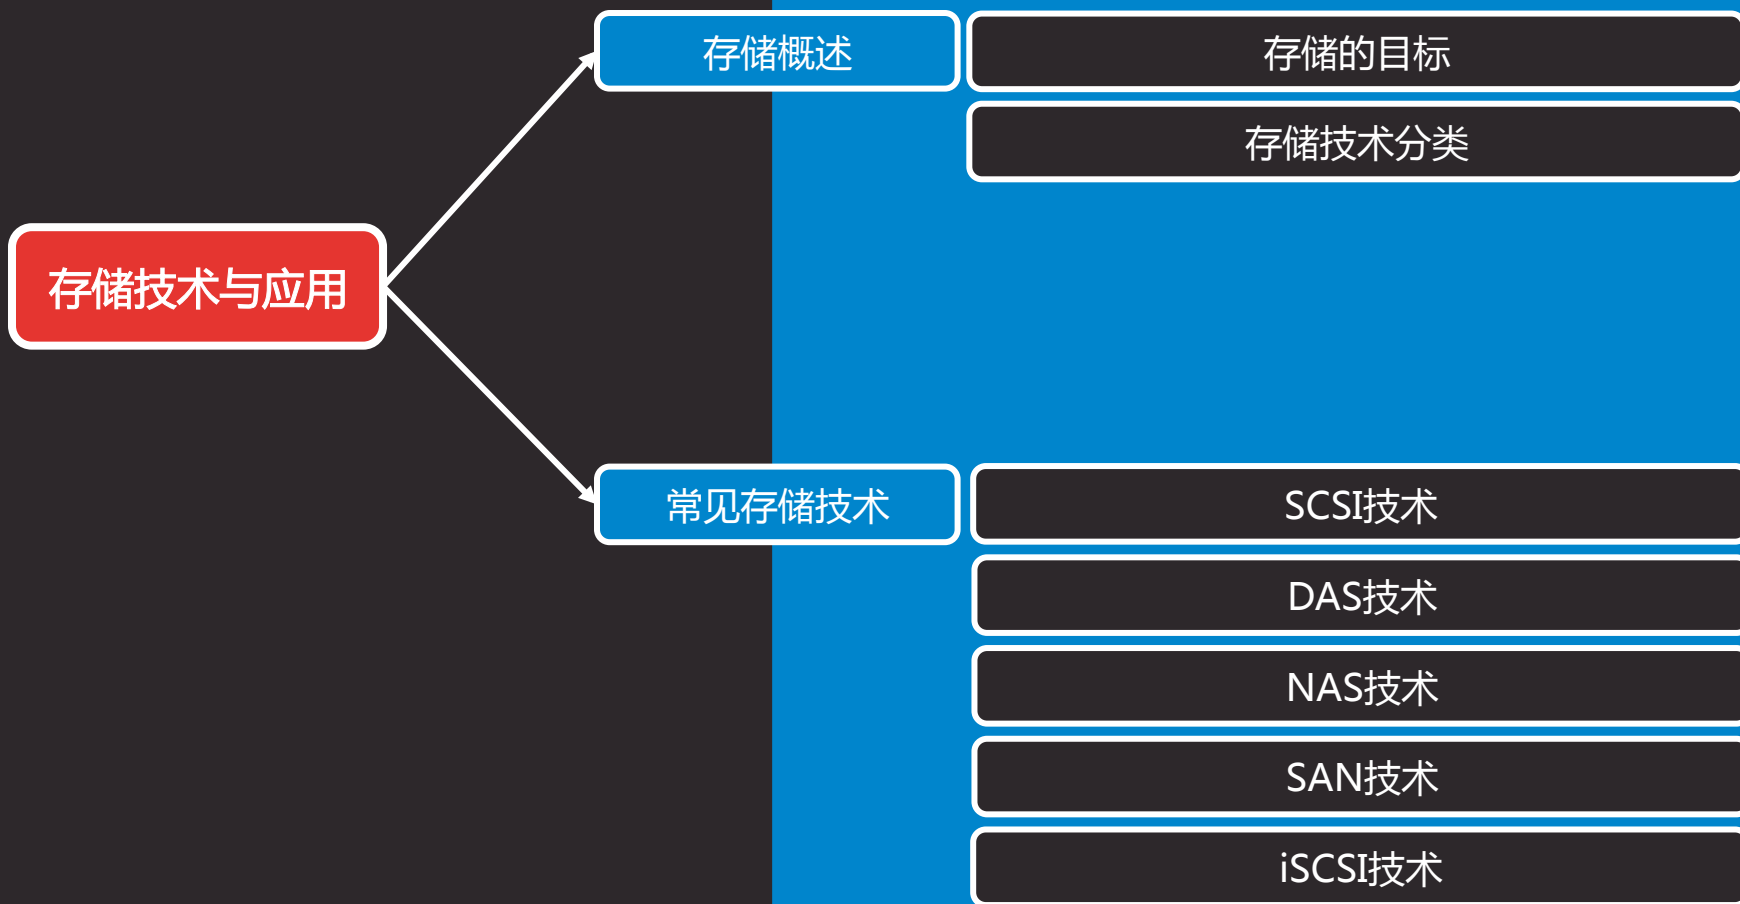 存储概述
存储的目标
存储技术分类
存储技术与应用
常见存储技术
SCSI技术
DAS技术
NAS技术
SAN技术
iSCSI技术